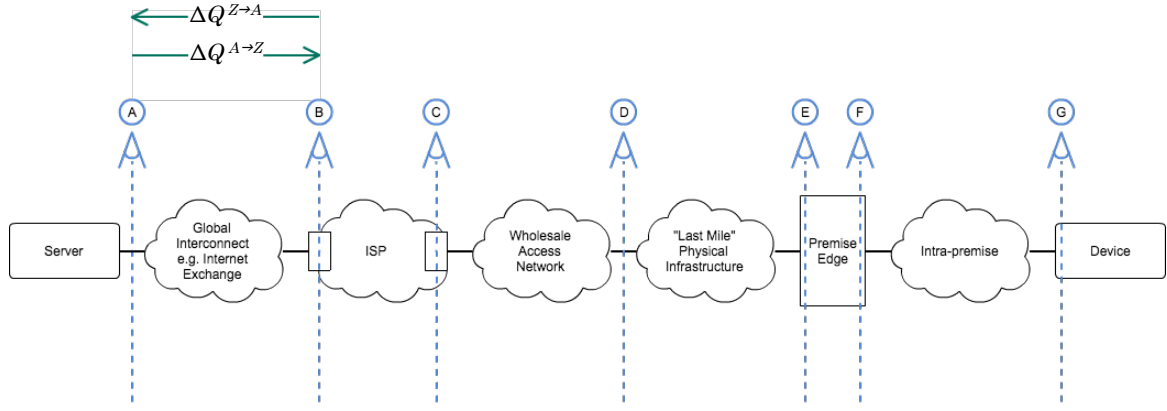 ΔQ^{Z→A}
ΔQ^{A→Z}
A
B
C
D
E
F
G
Server
Global
Interconnect
e.g. Internet
Exchange
ISP
Wholesale
Access
Network
"Last Mile"
Physical
Infrastructure
Premise
Edge
Intra-premise
Device